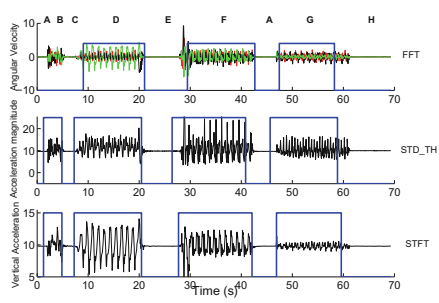 A B C D E F A G H
Angular Velocity
10
0
-10
FFT
0 10 20 30 40 50 60 70
Acceleration magnitude
20
10
0
STD_TH
0 10 20 30 40 50 60 70
Vertical Acceleration
15
10
5
STFT
0 10 20 30 40 50 60 70
Time (s)